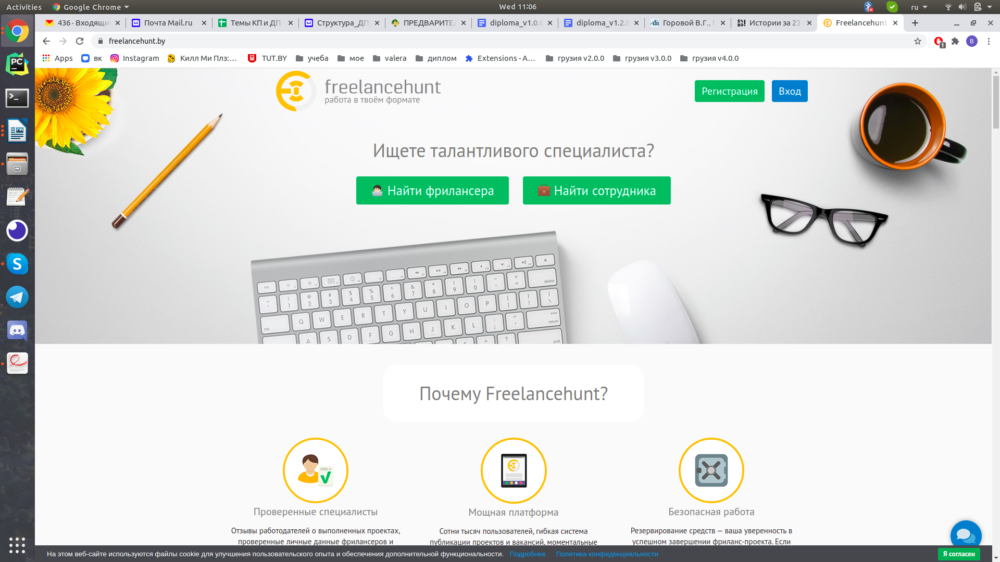 Activities Google Chrome Wed 11:06 ru
436 · Входящи Почта Mail.ru Темы КП и ДП Структура_ДП ПРЕДВАРИТЕЛ diploma_v1.0.0 diploma_v1.2.0 Горовой В.Г., Г Истории за 23 Freelancehunt
freelancehunt.by
Apps вк Instagram Килл Ми Плз:... TUT.BY учеба мое valera диплом Extensions - A... грузия v2.0.0 грузия v3.0.0 грузия v4.0.0
freelancehunt
работа в твоём формате
Регистрация Вход
Ищете талантливого специалиста?
Найти фрилансера Найти сотрудника
Почему Freelancehunt?
Проверенные специалисты Мощная платформа Безопасная работа
Отзывы работодателей о выполненных проектах, Сотни тысяч пользователей, гибкая система Резервирование средств — ваша уверенность в
проверенные личные данные фрилансеров и публикации проектов и вакансий, моментальные успешном завершении фриланс-проекта. Если
На этом веб-сайте используются файлы cookie для улучшения пользовательского опыта и обеспечения дополнительной функциональности. Подробнее Политика конфиденциальности Я согласен